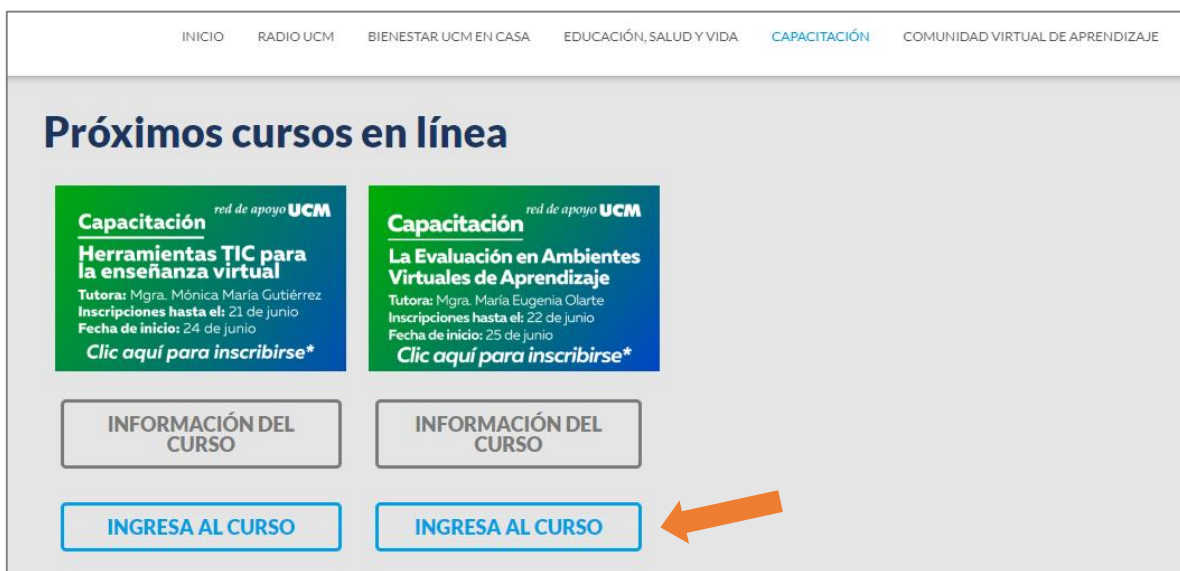 INICIO RADIO UCM BIENESTAR UCM EN CASA EDUCACIÓN, SALUD Y VIDA CAPACITACIÓN COMUNIDAD VIRTUAL DE APRENDIZAJE
Próximos cursos en línea
red de apoyo UCM
Capacitación
Herramientas TIC para
la enseñanza virtual
Tutora: Mgra. Mónica María Gutiérrez
Inscripciones hasta el: 21 de junio
Fecha de inicio: 24 de junio
Clic aquí para inscribirse*
red de apoyo UCM
Capacitación
La Evaluación en Ambientes
Virtuales de Aprendizaje
Tutora: Mgra. María Eugenia Olarte
Inscripciones hasta el: 22 de junio
Fecha de inicio: 25 de junio
Clic aquí para inscribirse*
INFORMACIÓN DEL
CURSO
INFORMACIÓN DEL
CURSO
INGRESA AL CURSO
INGRESA AL CURSO